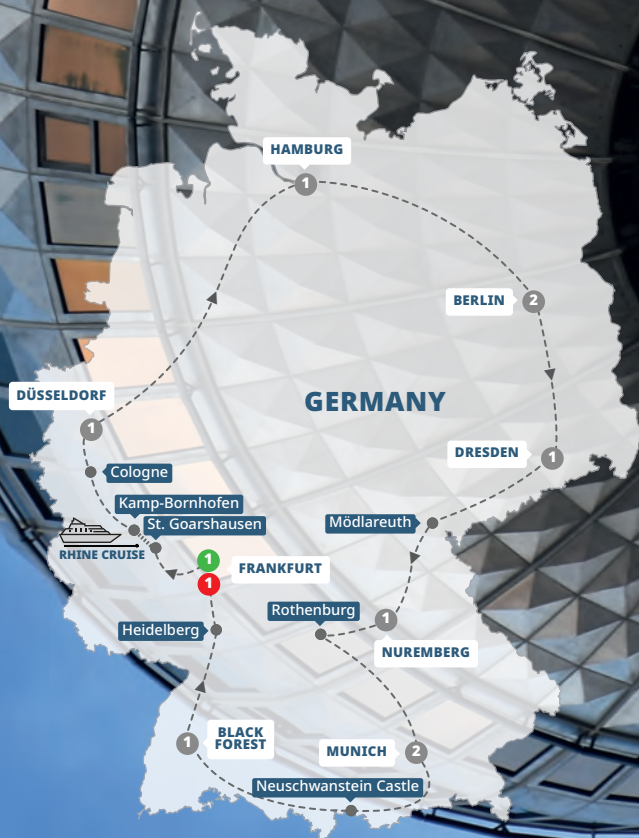 HAMBURG
1
BERLIN
2
GERMANY
DÜSSELDORF
1
DRESDEN
1
Cologne
Kamp-Bornhofen
St. Goarshausen
Mödlareuth
RHINE CRUISE
1
FRANKFURT
1
Rothenburg
1
Heidelberg
NUREMBERG
BLACK
FOREST
1
MUNICH
2
Neuschwanstein Castle